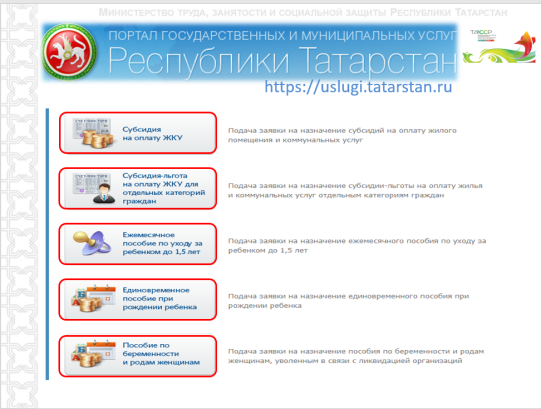 Министерство труда, занятости и социальной защиты Республики Татарстан
ПОРТАЛ ГОСУДАРСТВЕННЫХ И МУНИЦИПАЛЬНЫХ УСЛУГ
Республики Татарстан
https://uslugi.tatarstan.ru
Субсидия
на оплату ЖКУ
Подача заявки на назначение субсидий на оплату жилого
помещения и коммунальных услуг
Субсидия-льгота
на оплату ЖКУ для
отдельных категорий
граждан
Подача заявки на назначение субсидии-льготы на оплату жилья
и коммунальных услуг отдельным категориям граждан
Ежемесячное
пособие по уходу за
ребенком до 1,5 лет
Подача заявки на назначение ежемесячного пособия по уходу за
ребенком до 1,5 лет
Единовременное
пособие при
рождении ребенка
Подача заявки на назначение единовременного пособия при
рождении ребенка
Пособие по
беременности
и родам женщинам
Подача заявки на назначение пособия по беременности и родам
женщинам, уволенным в связи с ликвидацией организаций